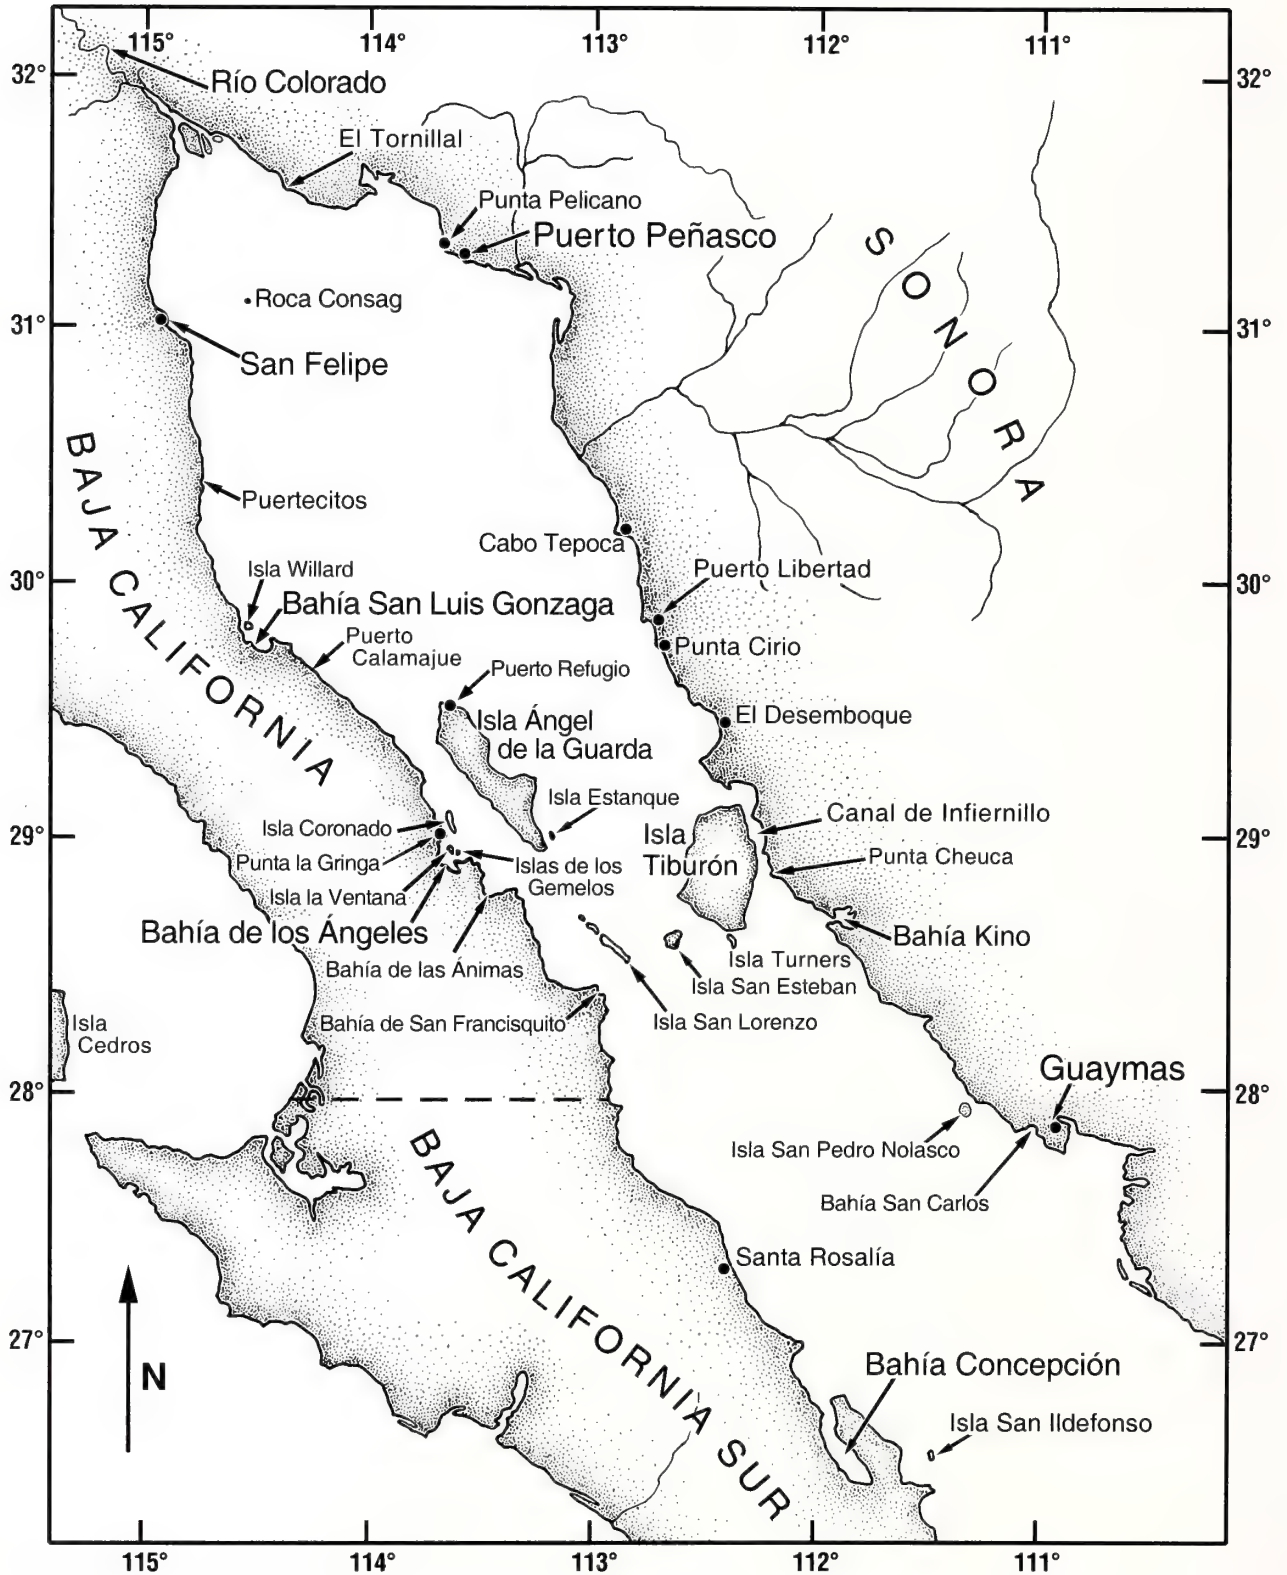 115°
114°
113°
112°
111°
32°
32°
Río Colorado
El Tornillal
Punta Pelicano
Puerto Peñasco
SONORA
Roca Consag
31°
31°
San Felipe
BAJA CALIFORNIA
Puertecitos
Cabo Tepoca
Isla Willard
Puerto Libertad
30°
30°
Bahía San Luis Gonzaga
Puerto
Calamajue
Punta Cirio
Puerto Refugio
Isla Ángel
de la Guarda
El Desemboque
Isla Estanque
Canal de Infiernillo
Isla Coronado
29°
29°
Isla
Tiburón
Punta la Gringa
Islas de los
Gemelos
Punta Cheuca
Isla la Ventana
Bahía de los Ángeles
Bahía Kino
Isla Turners
Bahía de las Ánimas
Isla San Esteban
Isla
Cedros
Bahía de San Francisquito
Isla San Lorenzo
Guaymas
28°
28°
Isla San Pedro Nolasco
BAJA CALIFORNIA SUR
Bahía San Carlos
Santa Rosalía
27°
27°
N
Bahía Concepción
Isla San Ildefonso
115°
114°
113°
112°
111°